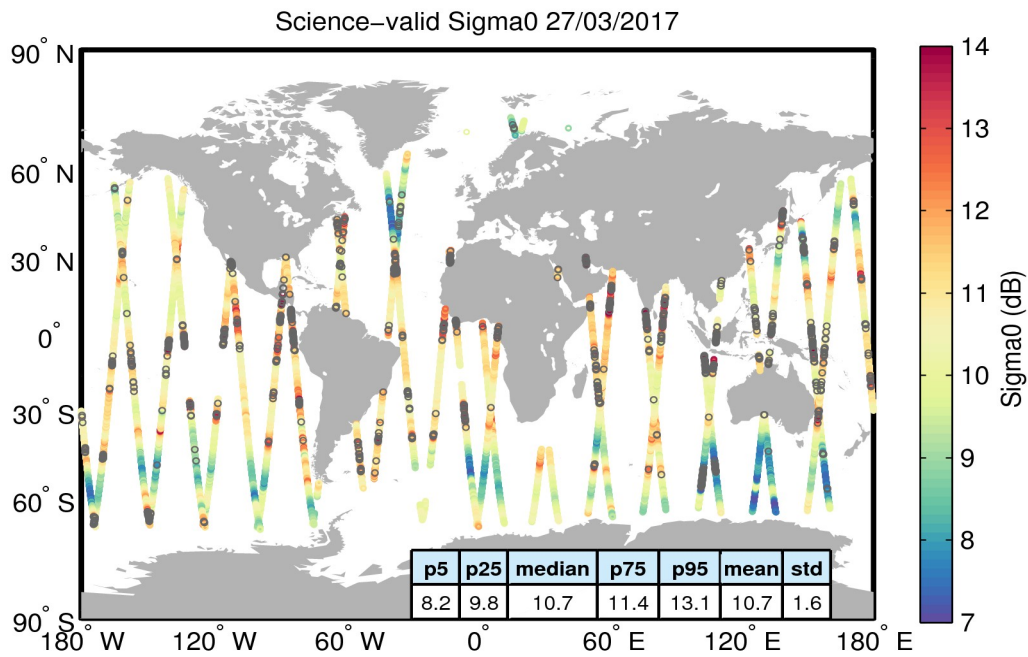 Science−valid Sigma0 27/03/2017
90° N
60° N
30° N
0°
30° S
60° S
90° S
180° W
120° W
60° W
0°
60° E
120° E
180° E
p5 p25 median p75 p95 mean std
8.2 9.8 10.7 11.4 13.1 10.7 1.6
14
13
12
11
10
9
8
7
Sigma0 (dB)